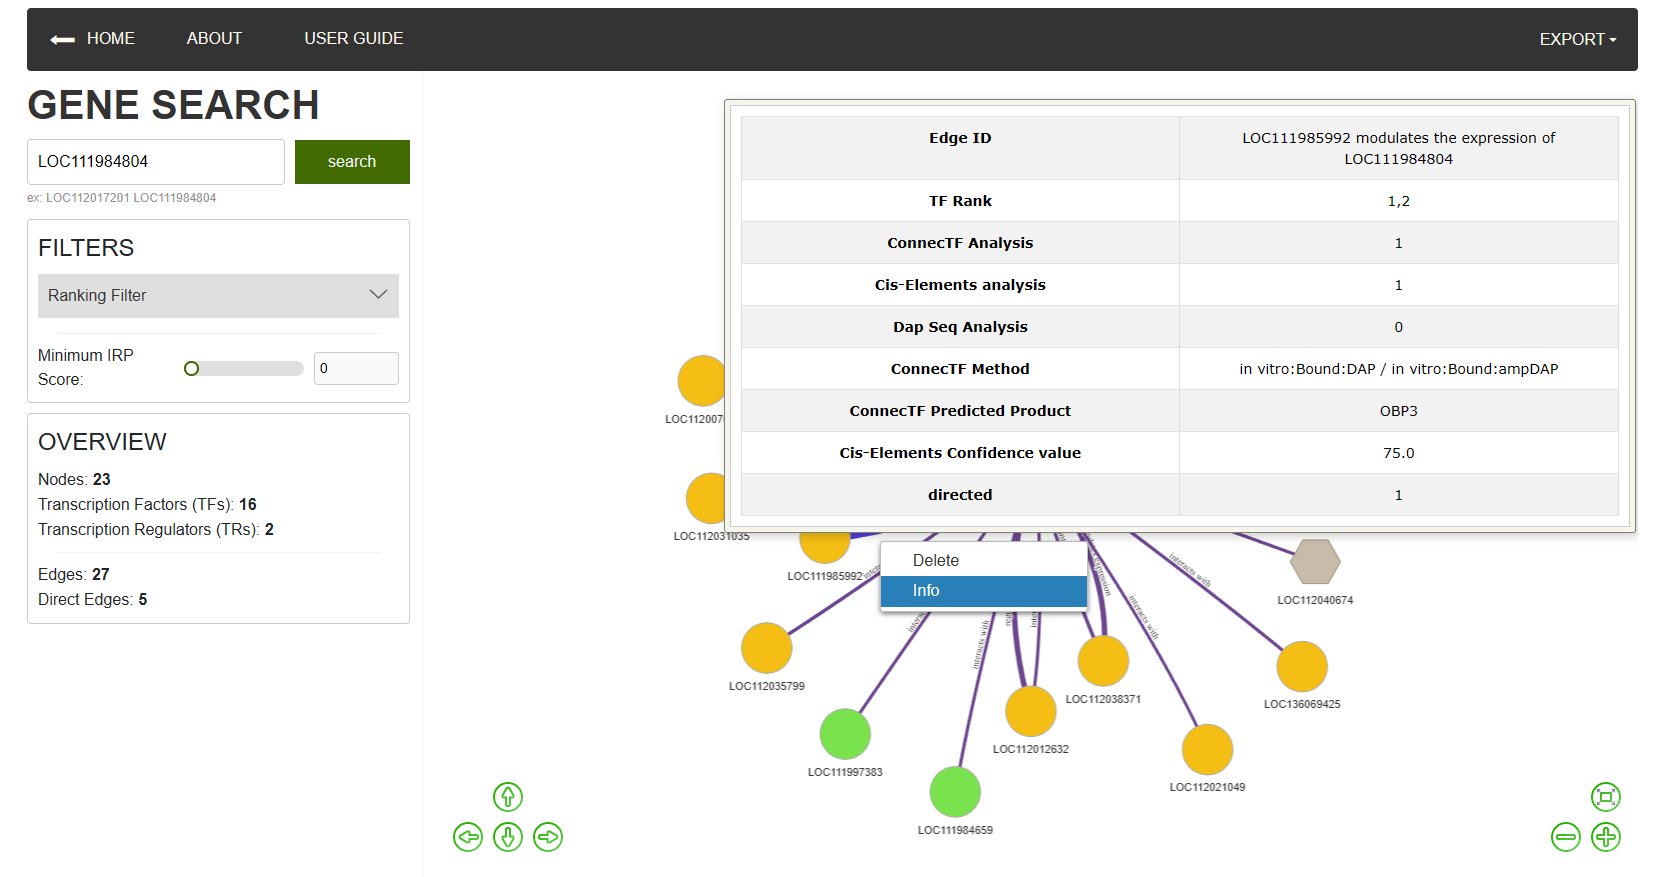 HOME ABOUT USER GUIDE EXPORT
GENE SEARCH
LOC111984804 search
ex: LOC112017201 LOC111984804
FILTERS
Ranking Filter
Minimum IRP
Score: 0
OVERVIEW
Nodes: 23
Transcription Factors (TFs): 16
Transcription Regulators (TRs): 2
Edges: 27
Direct Edges: 5
Edge ID LOC111985992 modulates the expression of
LOC111984804
TF Rank 1,2
ConnecTF Analysis 1
Cis-Elements analysis 1
Dap Seq Analysis 0
ConnecTF Method in vitro:Bound:DAP / in vitro:Bound:ampDAP
ConnecTF Predicted Product OBP3
Cis-Elements Confidence value 75.0
directed 1
LOC112031035
LOC111985992
Delete
Info
interacts with
interacts with
interacts with
LOC112040674
LOC112035799
LOC112038371
LOC136069425
LOC112012632
LOC111997383
LOC112021049
LOC111984659